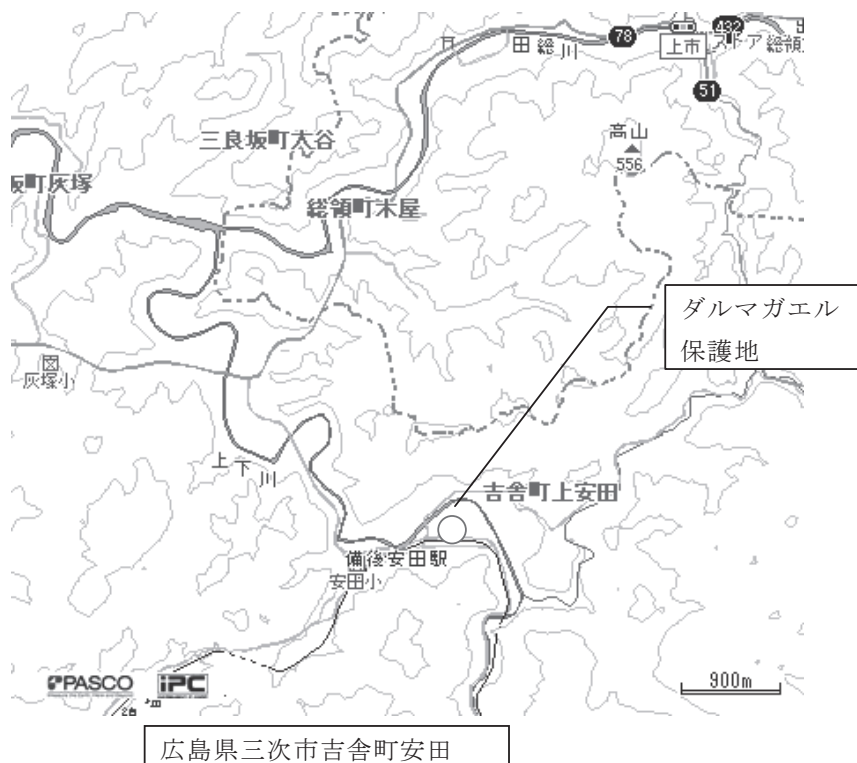 78
432
田総川
上市
ストア
総領
51
三良坂町大谷
高山
556
坂町灰塚
総領町木屋
ダルマガエル
保護地
灰塚小
上下川
吉舎町上安田
備後安田駅
安田小
PASCO
iPC
900m
広島県三次市吉舎町安田